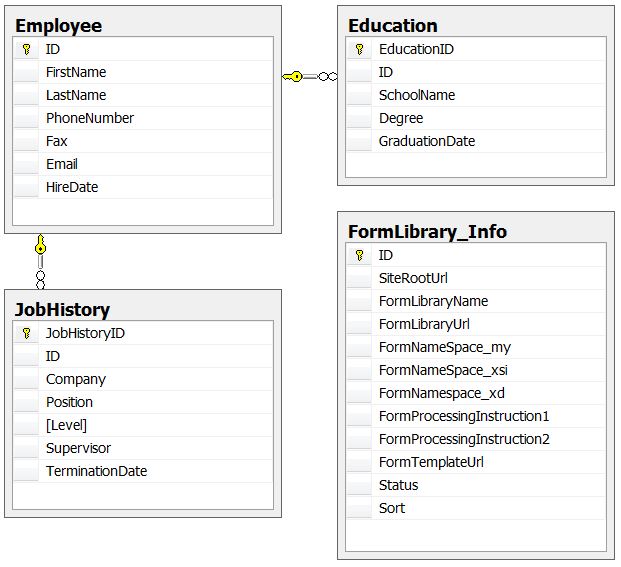 Employee
ID
FirstName
LastName
PhoneNumber
Fax
Email
HireDate
Education
EducationID
ID
SchoolName
Degree
GraduationDate
JobHistory
JobHistoryID
ID
Company
Position
[Level]
Supervisor
TerminationDate
FormLibrary_Info
ID
SiteRootUrl
FormLibraryName
FormLibraryUrl
FormNameSpace_my
FormNameSpace_xsi
FormNamespace_xd
FormProcessingInstruction1
FormProcessingInstruction2
FormTemplateUrl
Status
Sort